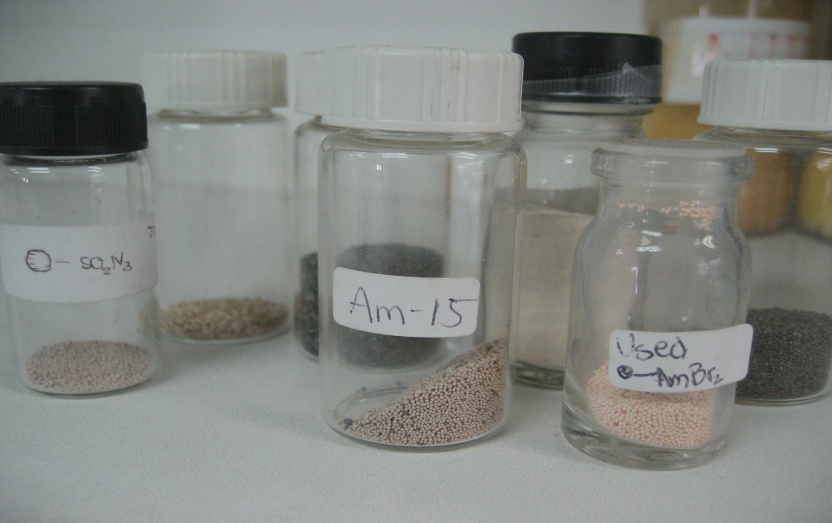 SO₂N₃
Am-15
Used
AmBr₂